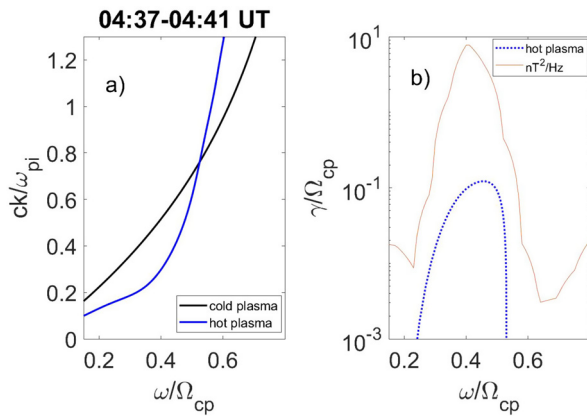 04:37-04:41 UT
a)
ck/ω_pi
1.2
1
0.8
0.6
0.4
0.2
0
0.2
0.4
0.6
ω/Ω_cp
cold plasma
hot plasma
b)
γ/Ω_cp
10^1
10^-1
10^-3
0.2
0.4
0.6
ω/Ω_cp
hot plasma
nT^2/Hz